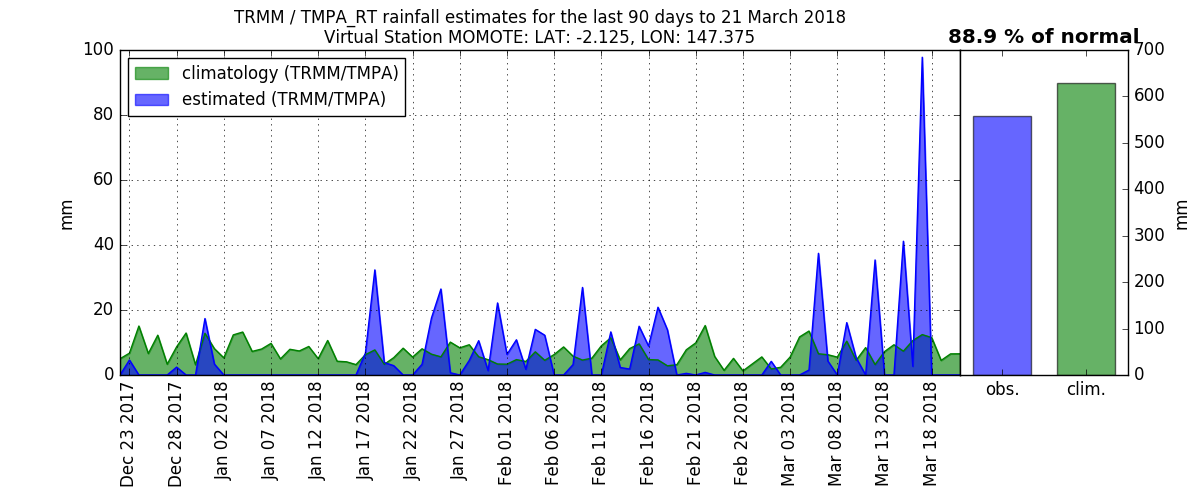 TRMM / TMPA_RT rainfall estimates for the last 90 days to 21 March 2018
Virtual Station MOMOTE: LAT: -2.125, LON: 147.375
88.9 % of normal
climatology (TRMM/TMPA)
estimated (TRMM/TMPA)
100
80
60
40
20
0
mm
Dec 23 2017
Dec 28 2017
Jan 02 2018
Jan 07 2018
Jan 12 2018
Jan 17 2018
Jan 22 2018
Jan 27 2018
Feb 01 2018
Feb 06 2018
Feb 11 2018
Feb 16 2018
Feb 21 2018
Feb 26 2018
Mar 03 2018
Mar 08 2018
Mar 13 2018
Mar 18 2018
700
600
500
400
300
200
100
0
mm
obs.
clim.